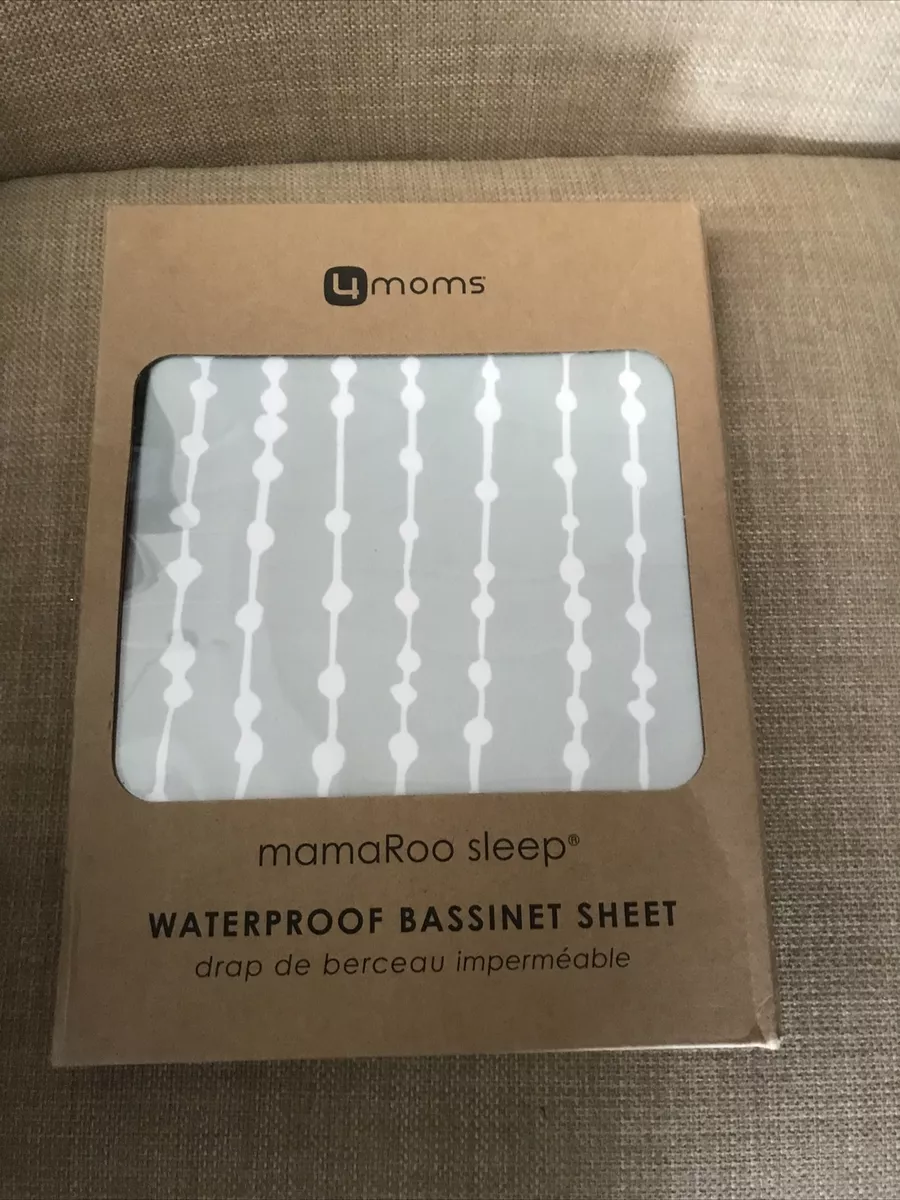 4moms
mamaRoo sleep®
WATERPROOF BASSINET SHEET
drap de berceau imperméable